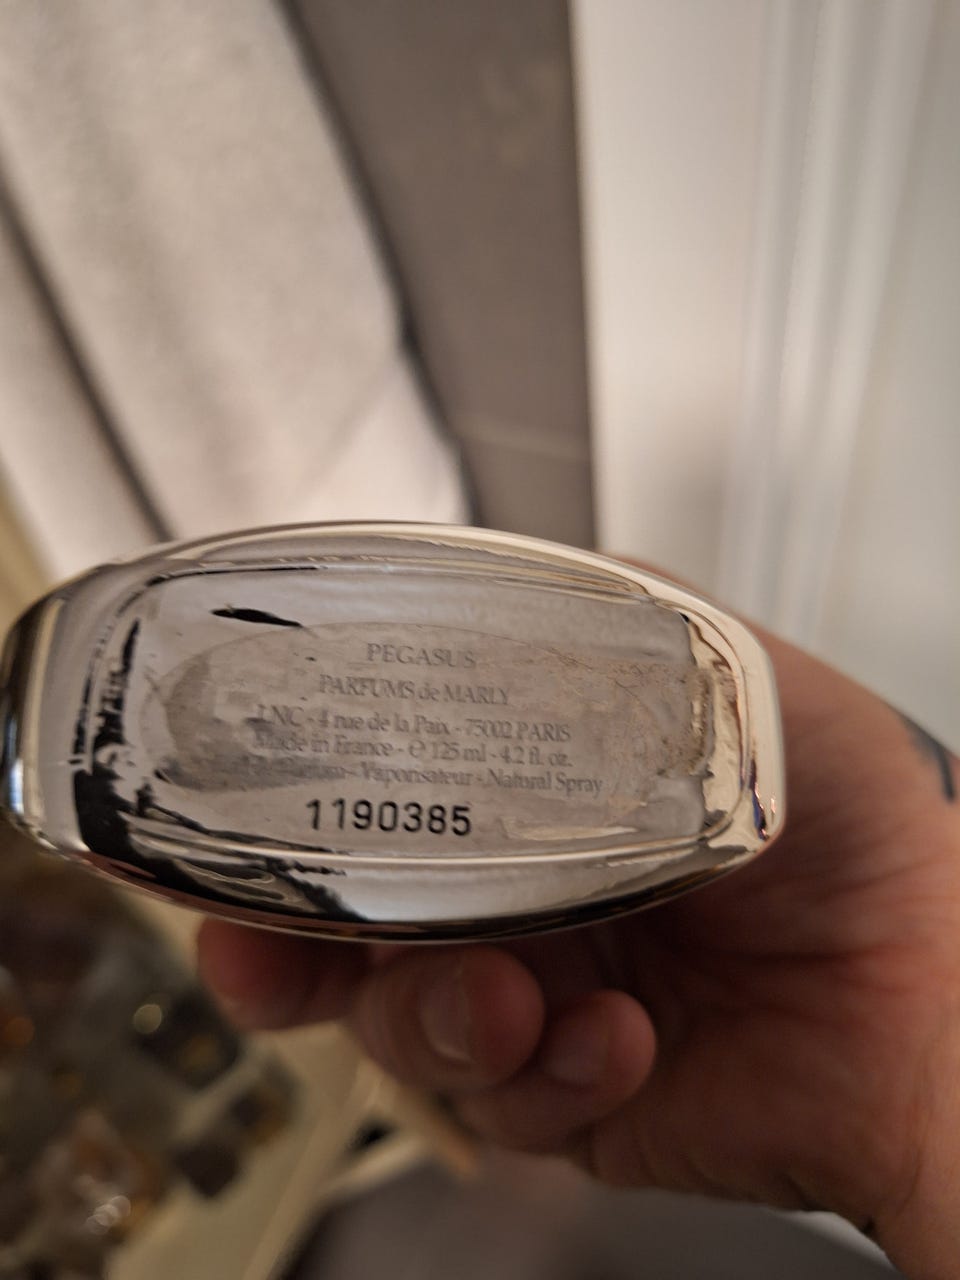 PEGASUS
PARFUMS de MARLY
LNC - 4 rue de la Paix - 75002 PARIS
Made in France - ℮ 125 ml - 4.2 fl. oz.
Parfum - Vaporisateur - Natural Spray
1190385